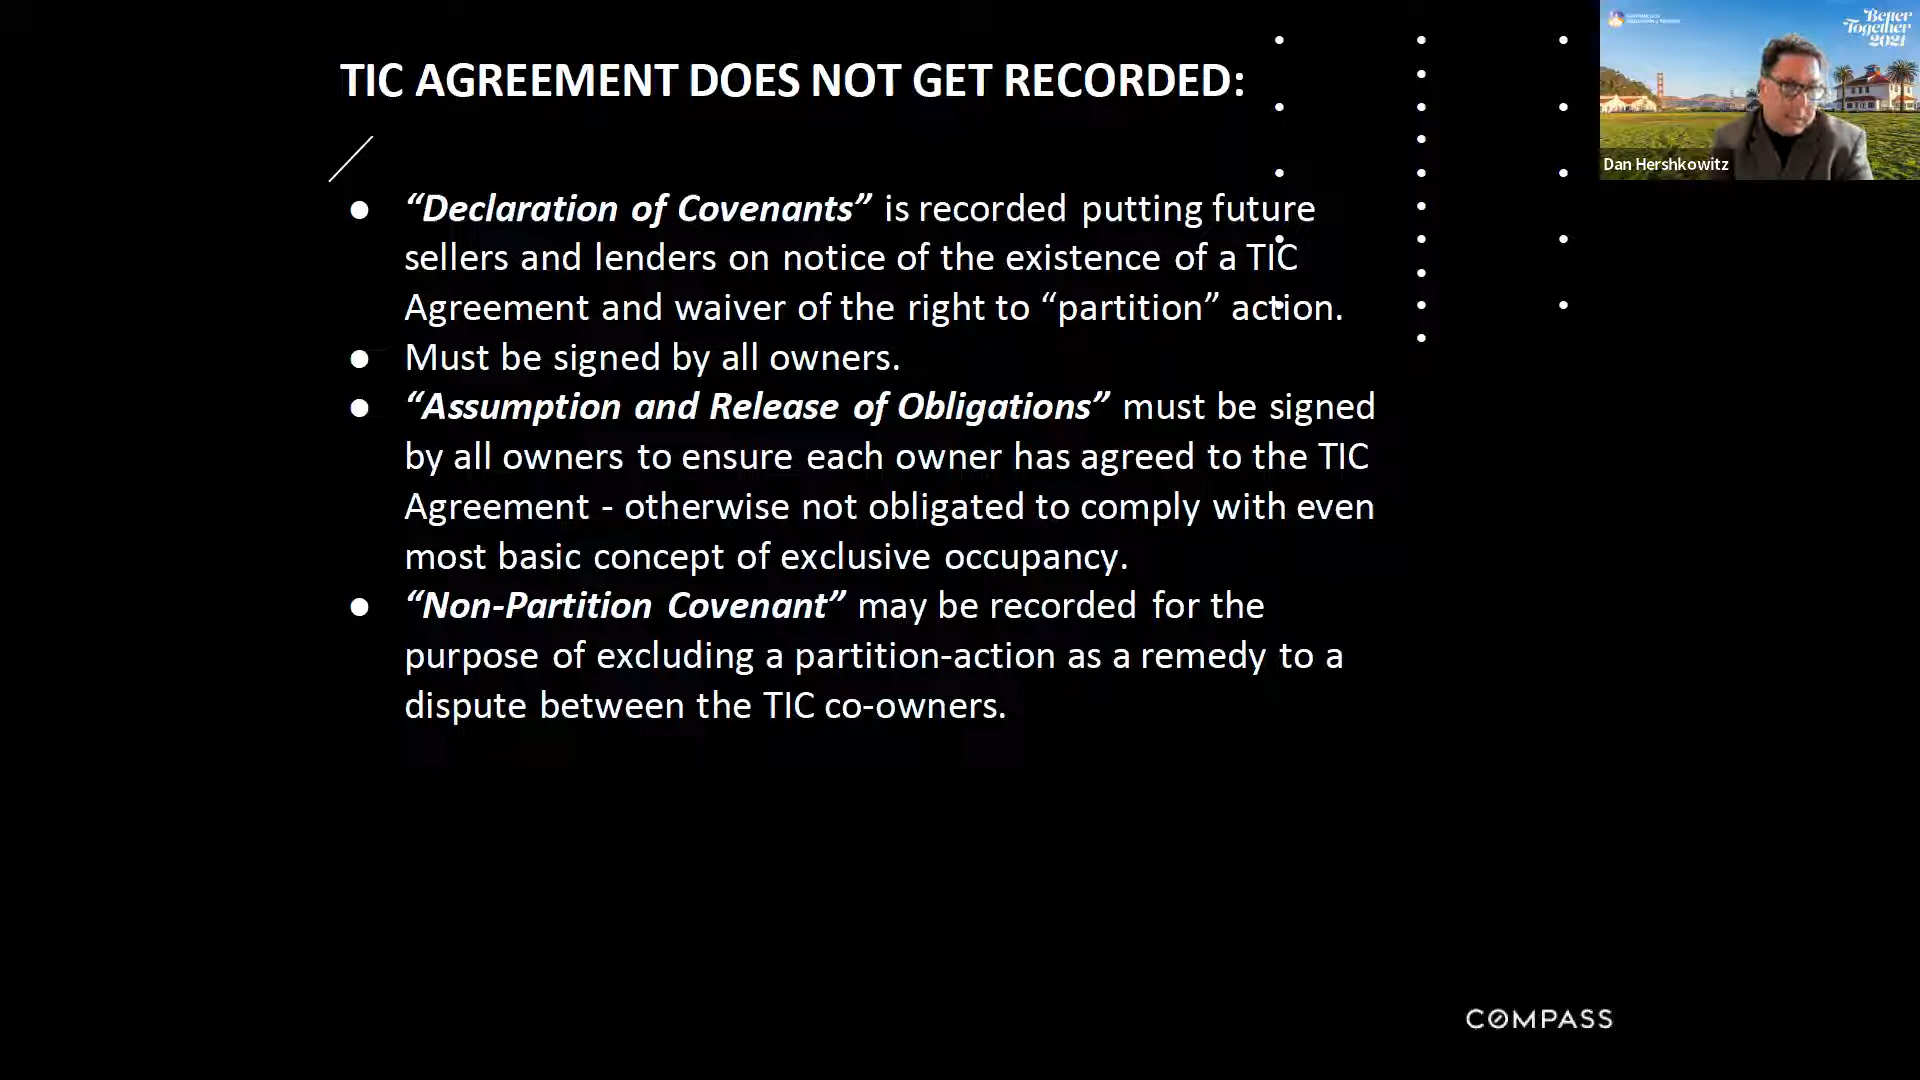 TIC AGREEMENT DOES NOT GET RECORDED:
● “Declaration of Covenants” is recorded putting future
sellers and lenders on notice of the existence of a TIC
Agreement and waiver of the right to “partition” action.
● Must be signed by all owners.
● “Assumption and Release of Obligations” must be signed
by all owners to ensure each owner has agreed to the TIC
Agreement - otherwise not obligated to comply with even
most basic concept of exclusive occupancy.
● “Non-Partition Covenant” may be recorded for the
purpose of excluding a partition-action as a remedy to a
dispute between the TIC co-owners.
Better
Together
2021
Dan Hershkowitz
COMPASS